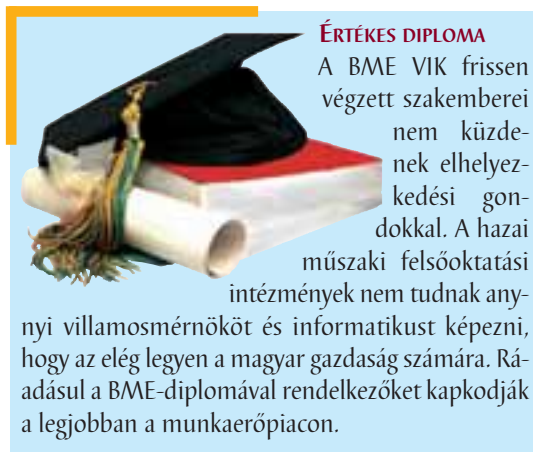 ÉRTÉKES DIPLOMA
A BME VIK frissen
végzett szakemberei
nem küzde-
nek elhelyez-
kedési gon-
dokkal. A hazai
műszaki felsőoktatási
intézmények nem tudnak any-
nyi villamosmérnököt és informatikust képezni,
hogy az elég legyen a magyar gazdaság számára. Rá-
adásul a BME-diplomával rendelkezőket kapkodják
a legjobban a munkaerőpiacon.